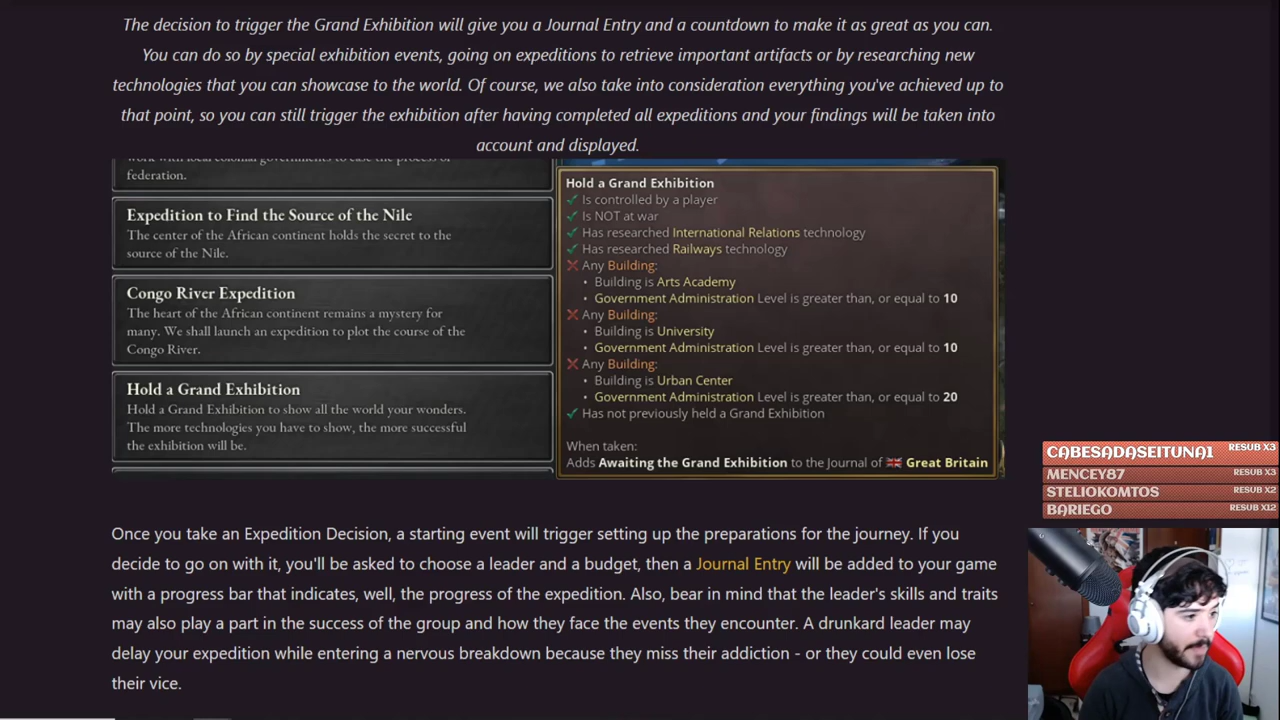 The decision to trigger the Grand Exhibition will give you a Journal Entry and a countdown to make it as great as you can.
You can do so by special exhibition events, going on expeditions to retrieve important artifacts or by researching new
technologies that you can showcase to the world. Of course, we also take into consideration everything you've achieved up to
that point, so you can still trigger the exhibition after having completed all expeditions and your findings will be taken into
account and displayed.
work with local colonial governments to ease the process of
federation.
Expedition to Find the Source of the Nile
The center of the African continent holds the secret to the
source of the Nile.
Congo River Expedition
The heart of the African continent remains a mystery for
many. We shall launch an expedition to plot the course of the
Congo River.
Hold a Grand Exhibition
Hold a Grand Exhibition to show all the world your wonders.
The more technologies you have to show, the more successful
the exhibition will be.
Hold a Grand Exhibition
Is controlled by a player
Is NOT at war
Has researched International Relations technology
Has researched Railways technology
Any Building:
• Building is Arts Academy
• Government Administration Level is greater than, or equal to 10
Any Building:
• Building is University
• Government Administration Level is greater than, or equal to 10
Any Building:
• Building is Urban Center
• Government Administration Level is greater than, or equal to 20
Has not previously held a Grand Exhibition
When taken:
Adds Awaiting the Grand Exhibition to the Journal of Great Britain
Once you take an Expedition Decision, a starting event will trigger setting up the preparations for the journey. If you
decide to go on with it, you'll be asked to choose a leader and a budget, then a Journal Entry will be added to your game
with a progress bar that indicates, well, the progress of the expedition. Also, bear in mind that the leader's skills and traits
may also play a part in the success of the group and how they face the events they encounter. A drunkard leader may
delay your expedition while entering a nervous breakdown because they miss their addiction - or they could even lose
their vice.
CABESADASEITUNA1 RESUB X3
MENCEY87 RESUB X3
STELIOKOMTOS RESUB X2
BARIEGO RESUB X12